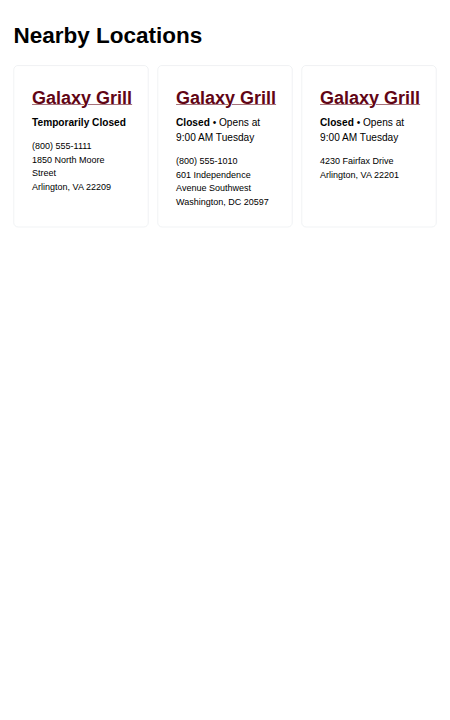 Nearby Locations
Galaxy Grill
Temporarily Closed
(800) 555-1111
1850 North Moore
Street
Arlington, VA 22209
Galaxy Grill
Closed • Opens at
9:00 AM Tuesday
(800) 555-1010
601 Independence
Avenue Southwest
Washington, DC 20597
Galaxy Grill
Closed • Opens at
9:00 AM Tuesday
4230 Fairfax Drive
Arlington, VA 22201